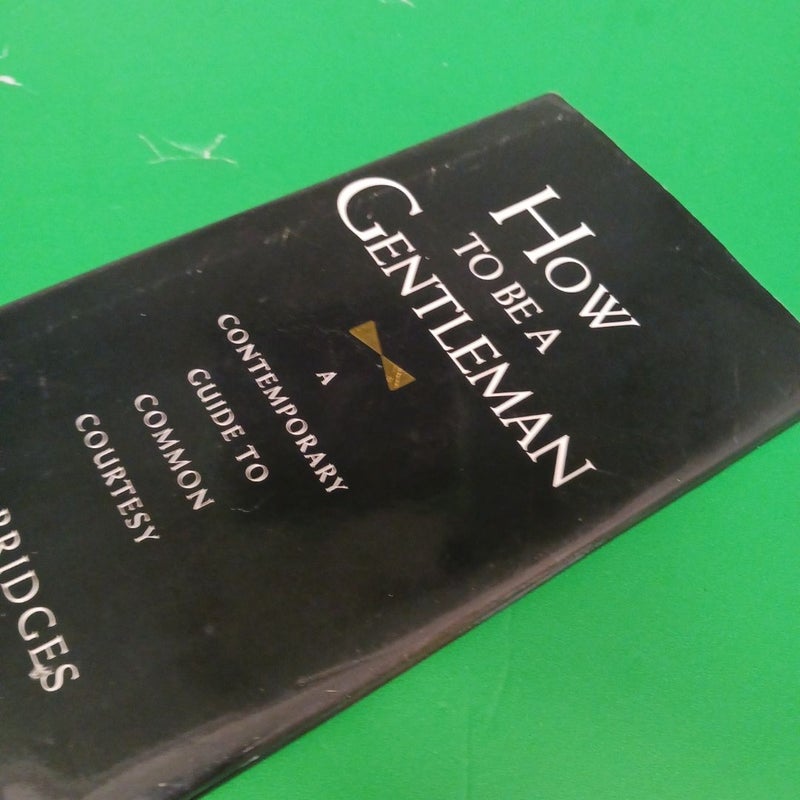 HOW
TO BE A
GENTLEMAN
A
CONTEMPORARY
GUIDE TO
COMMON
COURTESY
BRIDGES